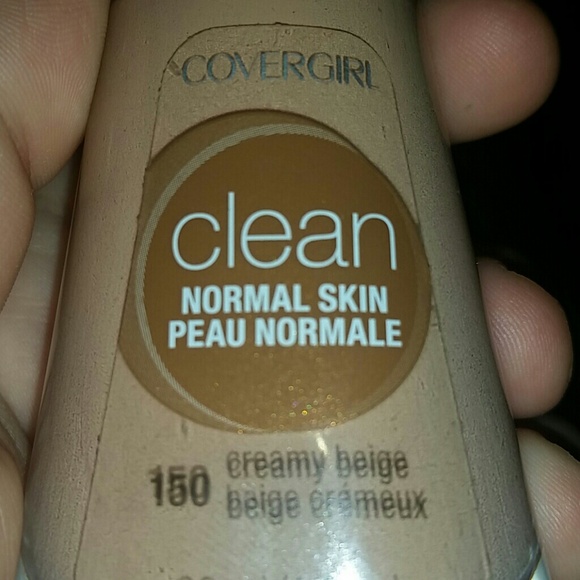 COVERGIRL
clean
NORMAL SKIN
PEAU NORMALE
150 creamy beige
beige crémeux